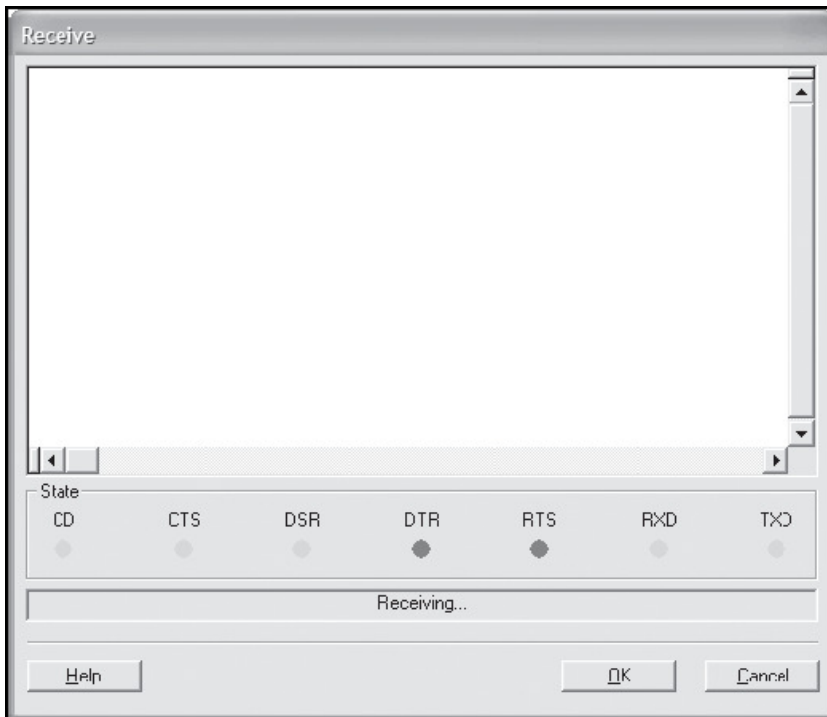 Receive
State
CD CTS DSR DTR RTS RXD TXD
Receiving...
Help OK Cancel